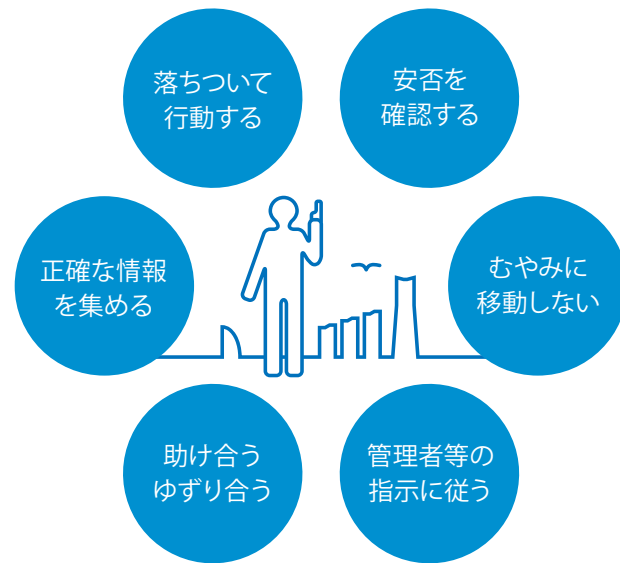 落ちついて
行動する
安否を
確認する
正確な情報
を集める
むやみに
移動しない
助け合う
ゆずり合う
管理者等の
指示に従う